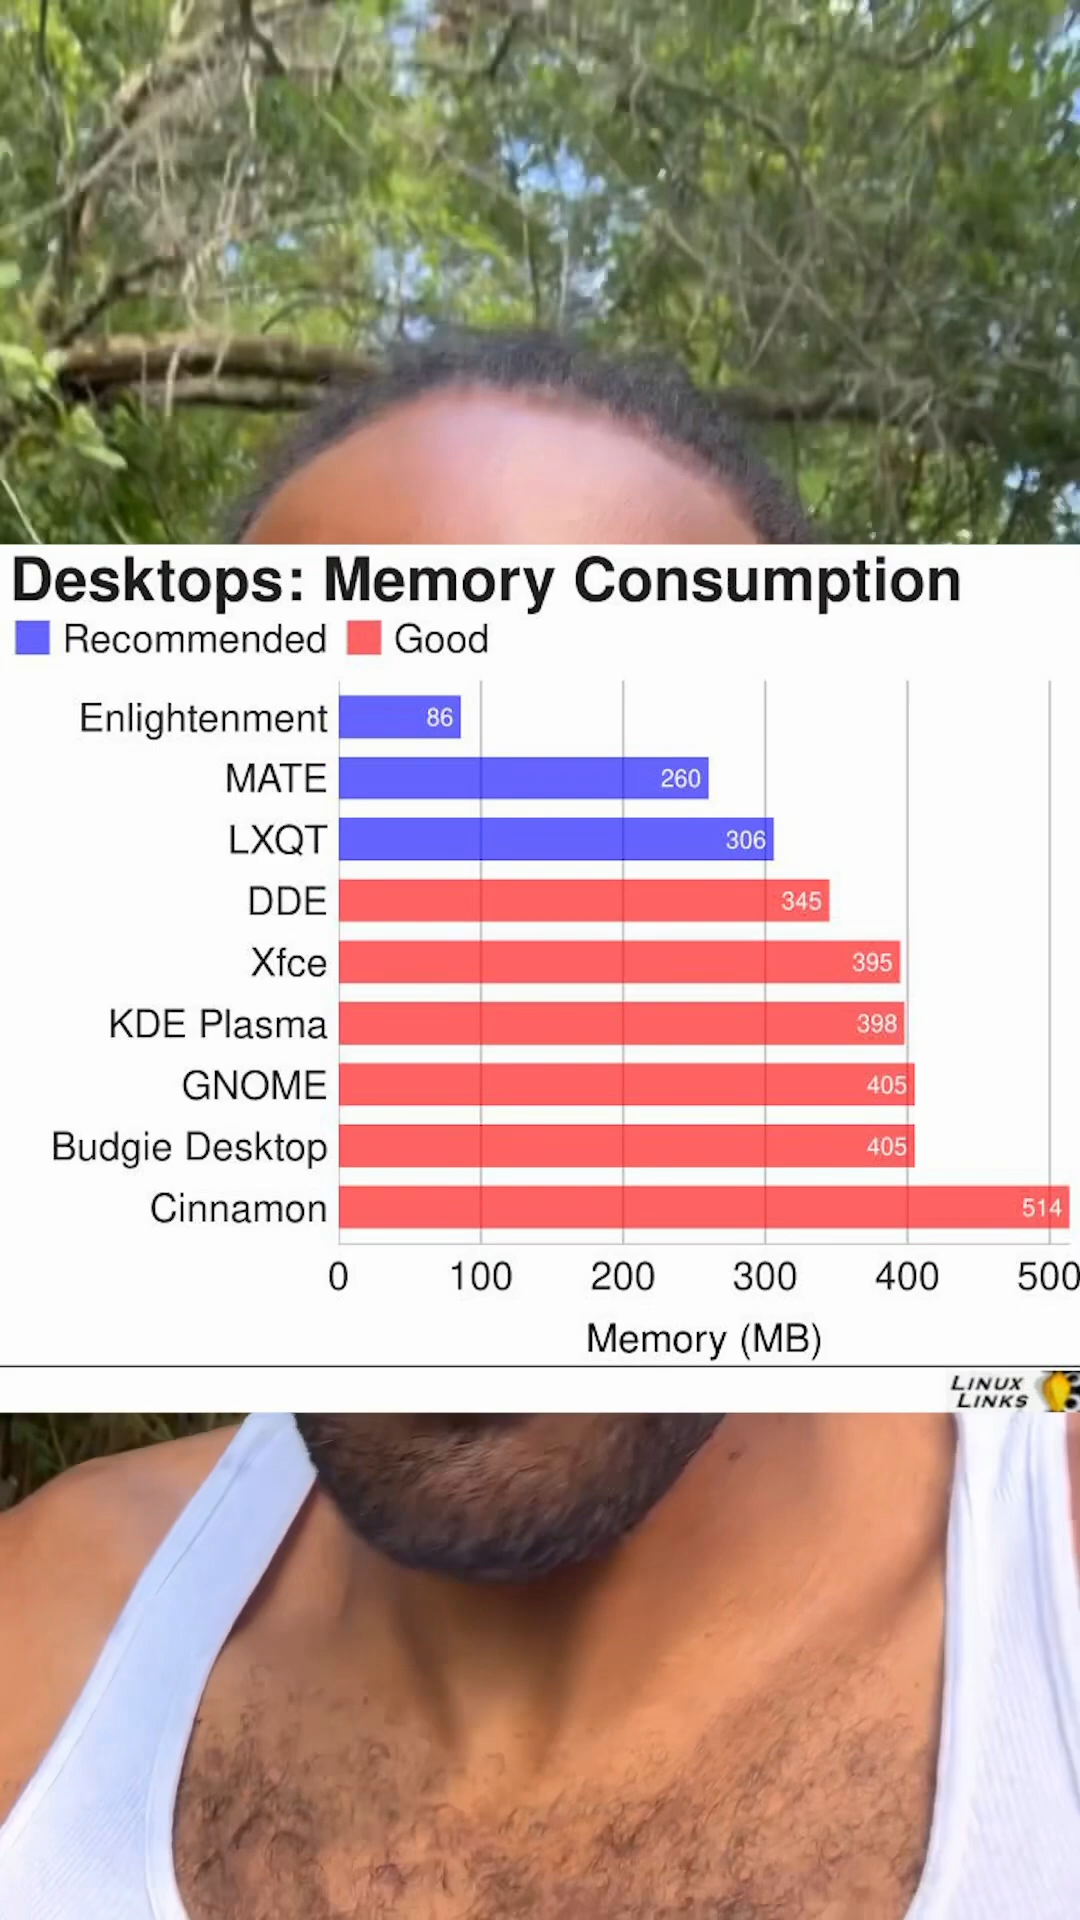 Desktops: Memory Consumption
Recommended Good
Enlightenment 86
MATE 260
LXQT 306
DDE 345
Xfce 395
KDE Plasma 398
GNOME 405
Budgie Desktop 405
Cinnamon 514
0 100 200 300 400 500
Memory (MB)
LINUX
LINKS